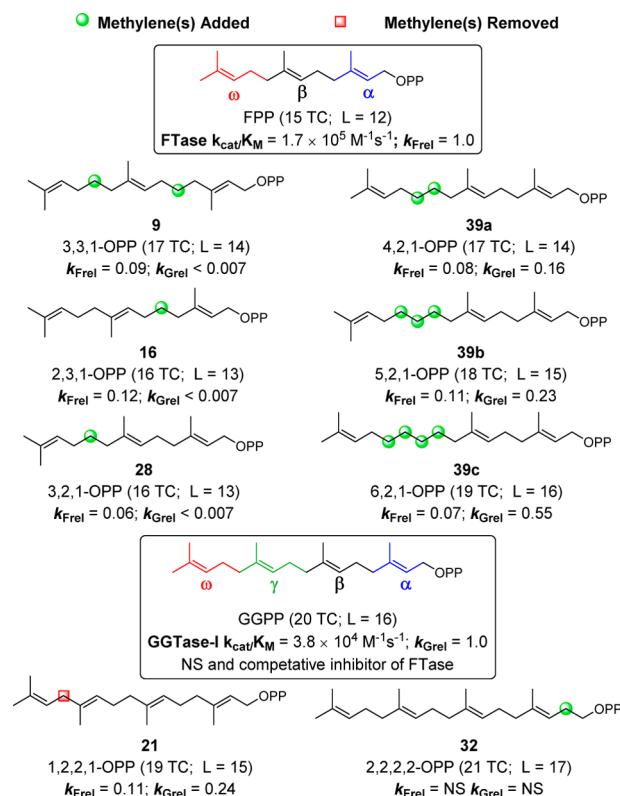 Methylene(s) Added
Methylene(s) Removed
OPP
ω β α
FPP (15 TC; L = 12)
FTase kcat/KM = 1.7 × 10⁵ M⁻¹s⁻¹; kFrel = 1.0
OPP
9
3,3,1-OPP (17 TC; L = 14)
kFrel = 0.09; kGrel < 0.007
OPP
39a
4,2,1-OPP (17 TC; L = 14)
kFrel = 0.08; kGrel = 0.16
OPP
16
2,3,1-OPP (16 TC; L = 13)
kFrel = 0.12; kGrel < 0.007
OPP
39b
5,2,1-OPP (18 TC; L = 15)
kFrel = 0.11; kGrel = 0.23
OPP
28
3,2,1-OPP (16 TC; L = 13)
kFrel = 0.06; kGrel < 0.007
OPP
39c
6,2,1-OPP (19 TC; L = 16)
kFrel = 0.07; kGrel = 0.55
OPP
ω γ β α
GGPP (20 TC; L = 16)
GGTase-I kcat/KM = 3.8 × 10⁴ M⁻¹s⁻¹; kGrel = 1.0
NS and competative inhibitor of FTase
OPP
21
1,2,2,1-OPP (19 TC; L = 15)
kFrel = 0.11; kGrel = 0.24
OPP
32
2,2,2,2-OPP (21 TC; L = 17)
kFrel = NS kGrel = NS